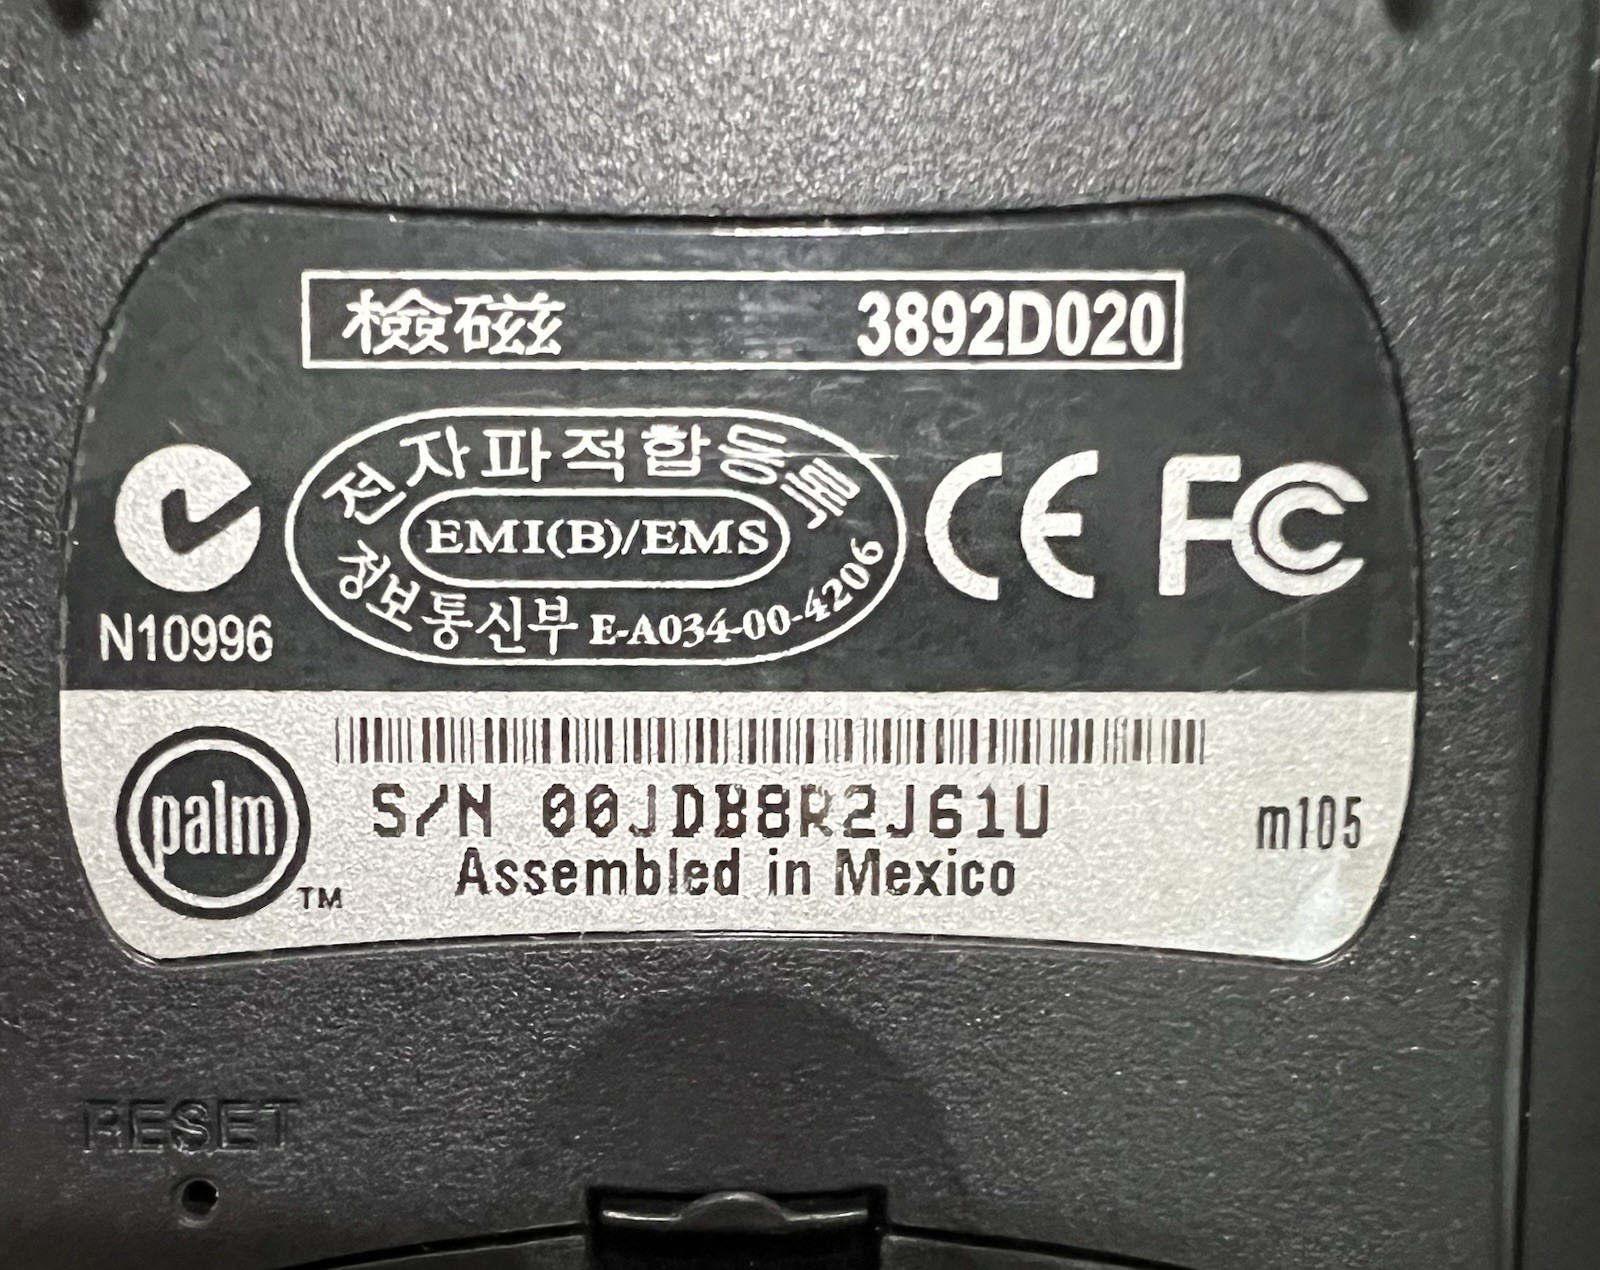 檢磁 3892D020
전자파적합등록
EMI(B)/EMS
정보통신부 E-A034-00-4206
CE FC
N10996
palm TM
S/N 00JDB8R2J61U
Assembled in Mexico
m105
RESET